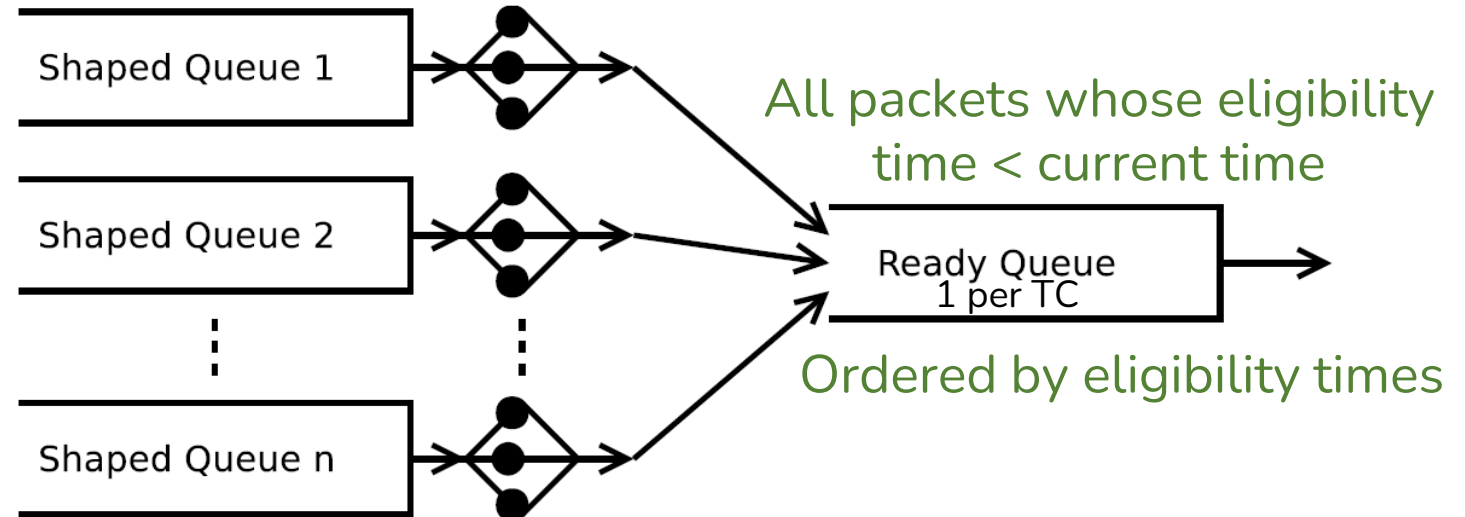 Shaped Queue 1
All packets whose eligibility
time < current time
Shaped Queue 2
Ready Queue
1 per TC
Ordered by eligibility times
Shaped Queue n